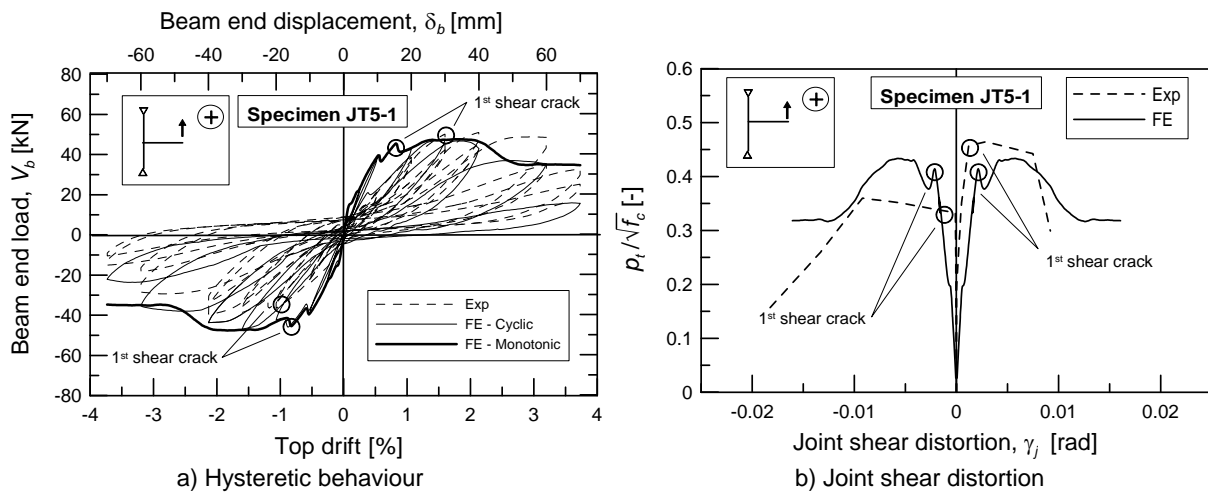 Beam end displacement, δb [mm]
-60 -40 -20 0 20 40 60
80
60
40
20
0
-20
-40
-60
-80
Beam end load, Vb [kN]
1st shear crack
Specimen JT5-1
+
Exp
FE - Cyclic
FE - Monotonic
1st shear crack
-4 -3 -2 -1 0 1 2 3 4
Top drift [%]
a) Hysteretic behaviour
0.6
0.5
0.4
0.3
0.2
0.1
0
pt/√fc [-]
Specimen JT5-1
+
Exp
FE
1st shear crack
1st shear crack
-0.02 -0.01 0 0.01 0.02
Joint shear distortion, γj [rad]
b) Joint shear distortion